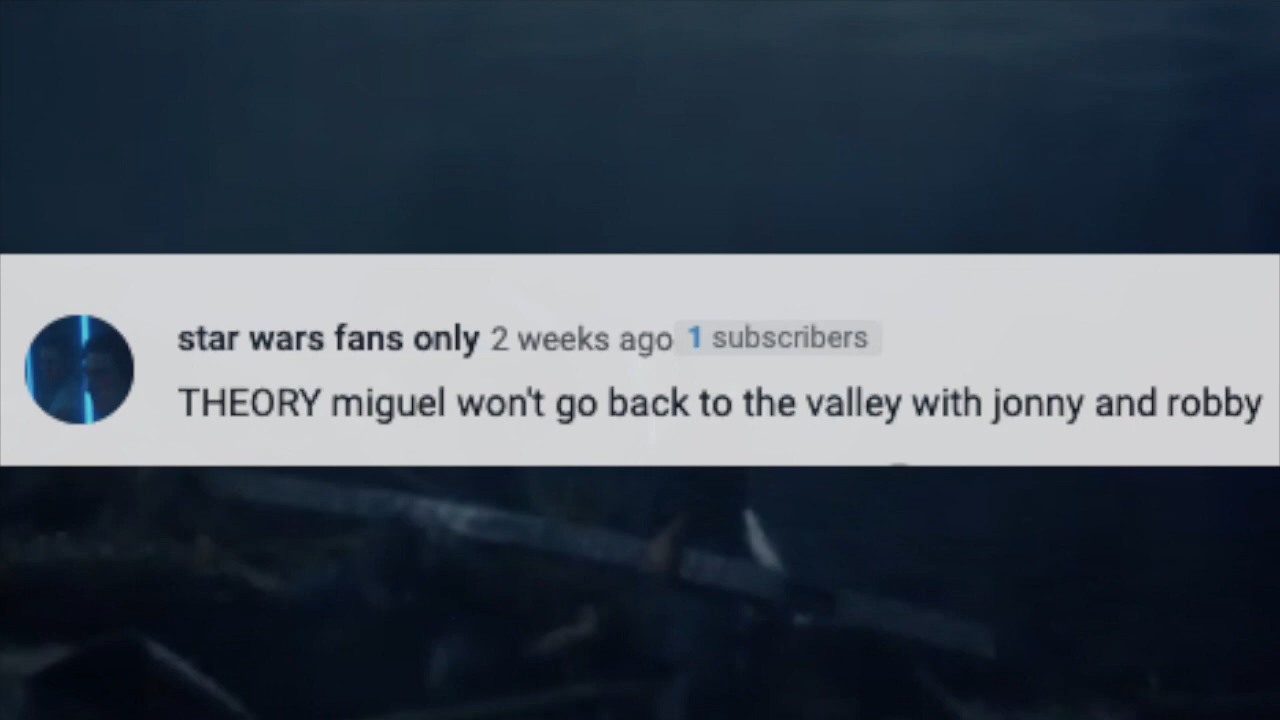 star wars fans only 2 weeks ago 1 subscribers
THEORY miguel won't go back to the valley with jonny and robby